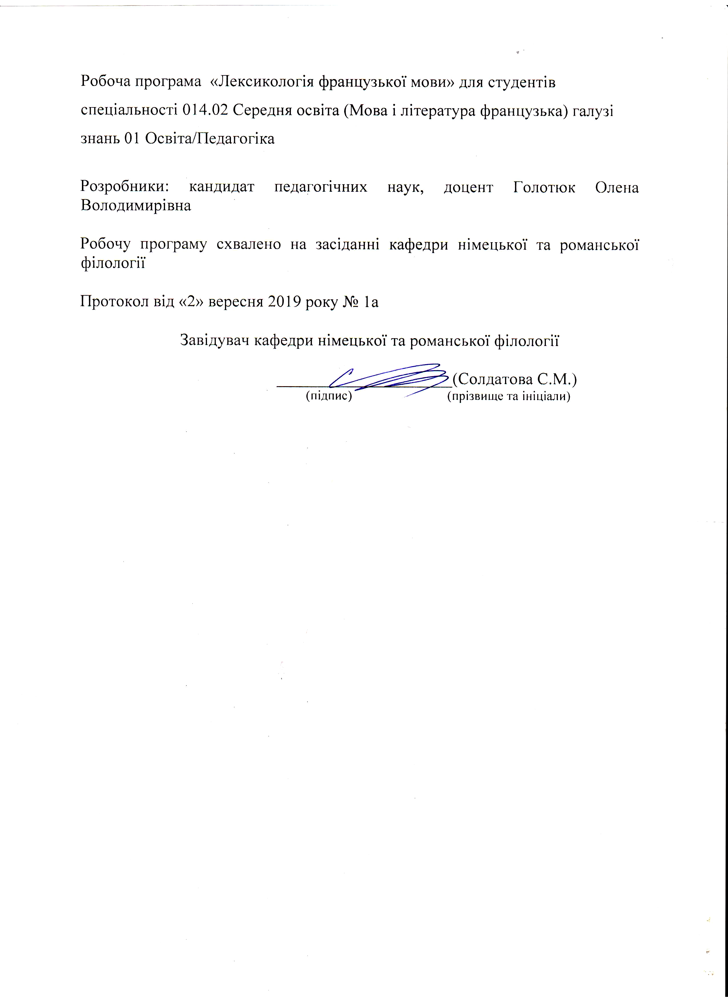 Робоча програма «Лексикологія французької мови» для студентів
спеціальності 014.02 Середня освіта (Мова і література французька) галузі
знань 01 Освіта/Педагогіка
Розробники: кандидат педагогічних наук, доцент Голотюк Олена
Володимирівна
Робочу програму схвалено на засіданні кафедри німецької та романської
філології
Протокол від «2» вересня 2019 року № 1а
Завідувач кафедри німецької та романської філології
(Солдатова С.М.)
(підпис) (прізвище та ініціали)